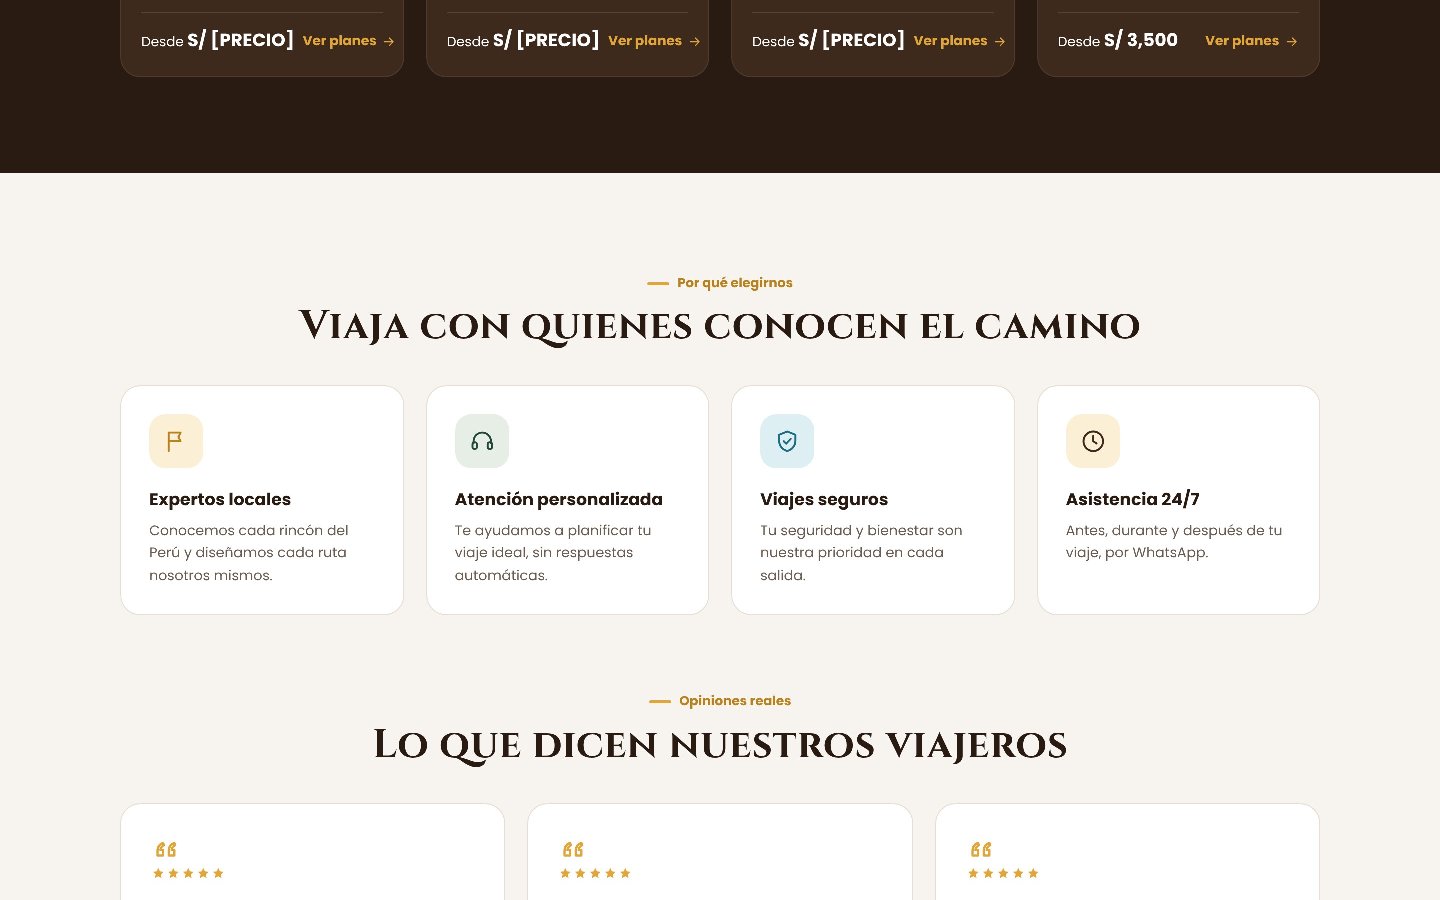 Desde S/ [PRECIO] Ver planes →
Desde S/ [PRECIO] Ver planes →
Desde S/ [PRECIO] Ver planes →
Desde S/ 3,500 Ver planes →
Por qué elegirnos
Viaja con quienes conocen el camino
Expertos locales
Conocemos cada rincón del
Perú y diseñamos cada ruta
nosotros mismos.
Atención personalizada
Te ayudamos a planificar tu
viaje ideal, sin respuestas
automáticas.
Viajes seguros
Tu seguridad y bienestar son
nuestra prioridad en cada
salida.
Asistencia 24/7
Antes, durante y después de tu
viaje, por WhatsApp.
Opiniones reales
Lo que dicen nuestros viajeros